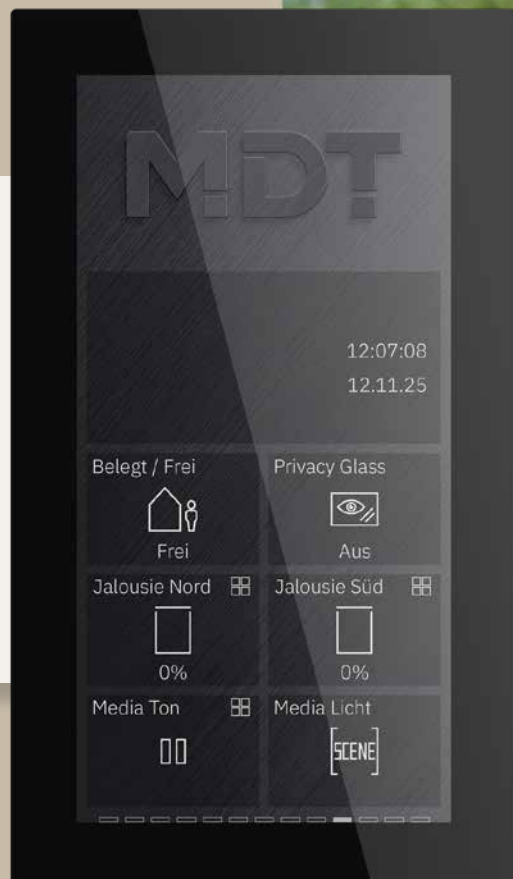 MDT
12:07:08
12.11.25
Belegt / Frei
Privacy Glass
Frei
Aus
Jalousie Nord
Jalousie Süd
0%
0%
Media Ton
Media Licht
SCENE